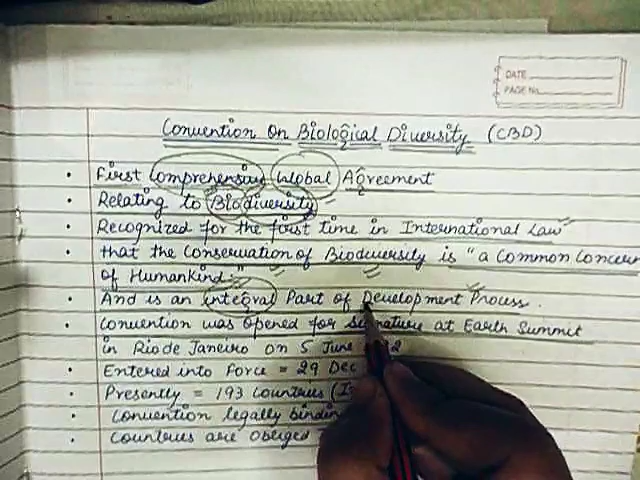 DATE
PAGE No.
Convention On Biological Diversity (CBD)
• First Comprehensive Global Agreement
• Relating to Biodiversity
• Recognized for the first time in International Law
• that the Conservation of Biodiversity is "a Common Concern
of Humankind."
• And is an integral Part of Development Process.
• Convention was opened for signature at Earth Summit
in Rio de Janeiro on 5 June 2
• Entered into Force = 29 Dec
• Presently = 193 Countries (I
• Convention legally binding
• Countries are obliged